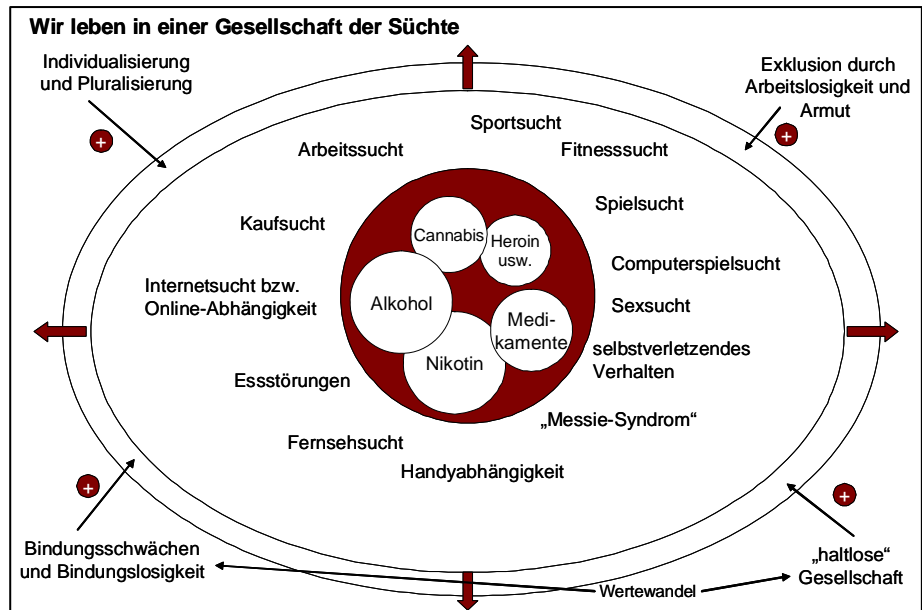 Wir leben in einer Gesellschaft der Süchte
Individualisierung
und Pluralisierung
Exklusion durch
Arbeitslosigkeit und
Armut
+
+
Sportsucht
Arbeitssucht
Fitnesssucht
Spielsucht
Kaufsucht
Cannabis
Heroin
usw.
Computerspielsucht
Internetsucht bzw.
Online-Abhängigkeit
Alkohol
Sexsucht
Medi-
kamente
selbstverletzendes
Verhalten
Nikotin
Essstörungen
„Messie-Syndrom“
Fernsehsucht
Handyabhängigkeit
+
+
Bindungsschwächen
und Bindungslosigkeit
„haltlose“
Gesellschaft
Wertewandel